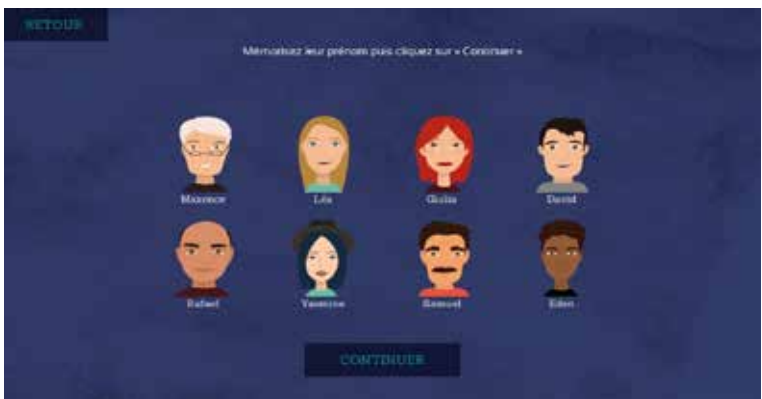 RETOUR
Mémorisez leur prénom puis cliquez sur « Continuer »
Maxence Léa Giulia David
Rafael Yasmine Samuel Eden
CONTINUER